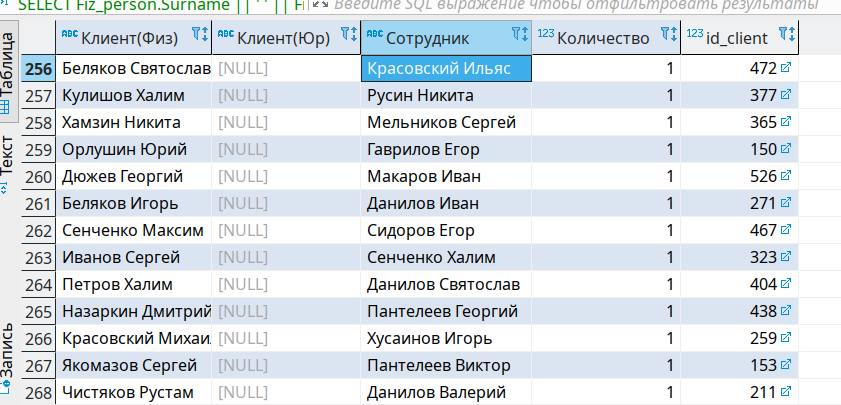 SELECT Fiz_person.Surname || ' ' || Fi Введите SQL выражение чтобы отфильтровать результаты
Таблица
Текст
Запись
ABC Клиент(Физ) ABC Клиент(Юр) ABC Сотрудник 123 Количество 123 id_client
256 Беляков Святослав [NULL] Красовский Ильяс 1 472
257 Кулишов Халим [NULL] Русин Никита 1 377
258 Хамзин Никита [NULL] Мельников Сергей 1 365
259 Орлушин Юрий [NULL] Гаврилов Егор 1 150
260 Дюжев Георгий [NULL] Макаров Иван 1 526
261 Беляков Игорь [NULL] Данилов Иван 1 271
262 Сенченко Максим [NULL] Сидоров Егор 1 467
263 Иванов Сергей [NULL] Сенченко Халим 1 323
264 Петров Халим [NULL] Данилов Святослав 1 404
265 Назаркин Дмитрий [NULL] Пантелеев Георгий 1 438
266 Красовский Михаи [NULL] Хусаинов Игорь 1 259
267 Якомазов Сергей [NULL] Пантелеев Виктор 1 153
268 Чистяков Рустам [NULL] Данилов Валерий 1 211